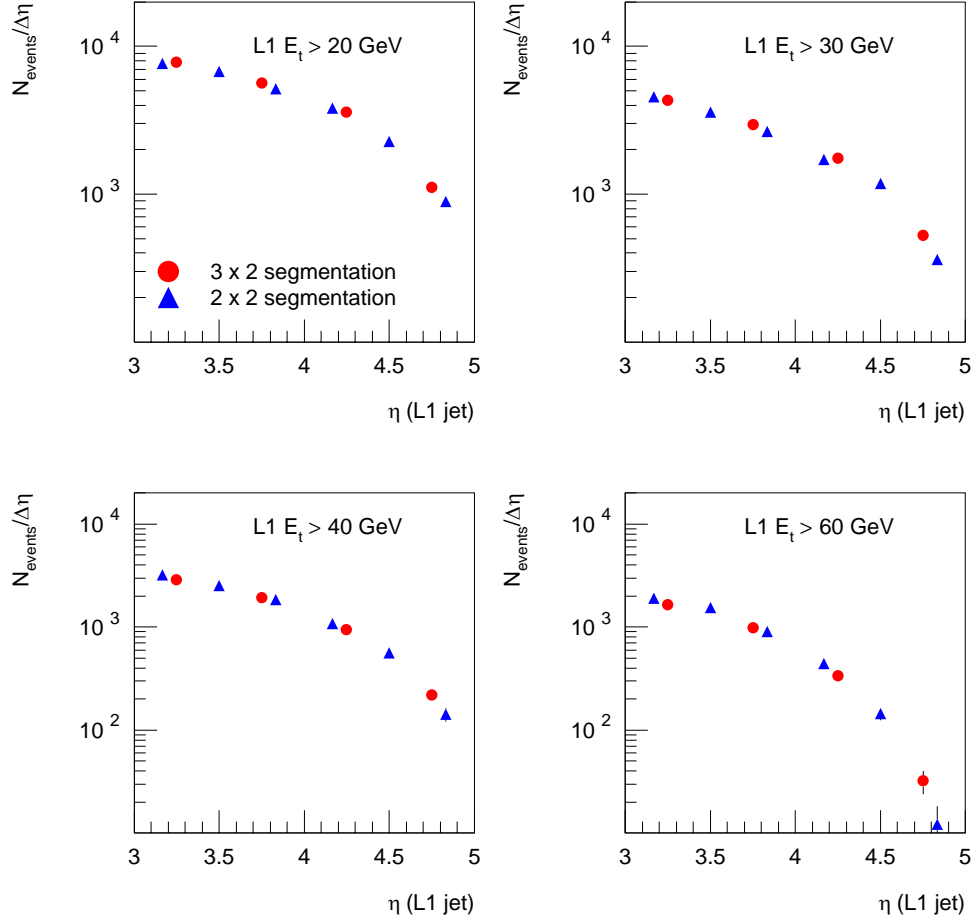 N_events/Δη
L1 E_t > 20 GeV
10^4
10^3
3 x 2 segmentation
2 x 2 segmentation
3 3.5 4 4.5 5
η (L1 jet)
N_events/Δη
L1 E_t > 30 GeV
10^4
10^3
3 3.5 4 4.5 5
η (L1 jet)
N_events/Δη
L1 E_t > 40 GeV
10^4
10^3
10^2
3 3.5 4 4.5 5
η (L1 jet)
N_events/Δη
L1 E_t > 60 GeV
10^4
10^3
10^2
3 3.5 4 4.5 5
η (L1 jet)